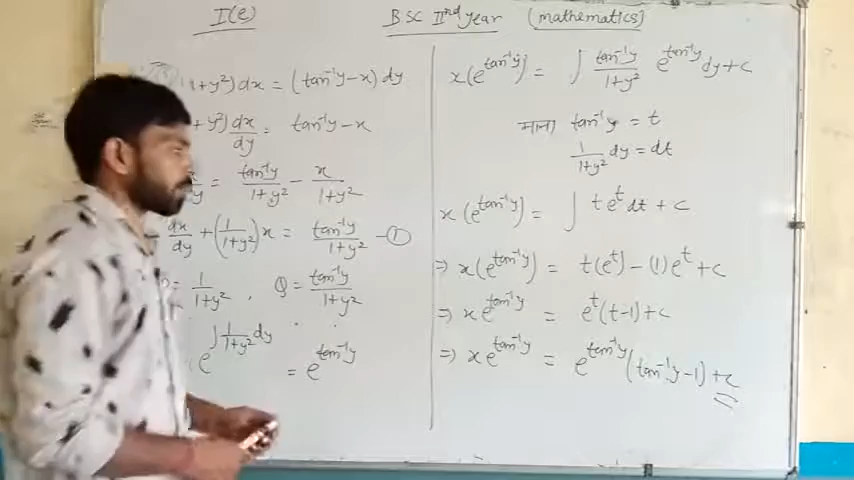 I(e)
BSC IInd year (mathematics)
1+y²)dx = (tan⁻¹y-x)dy
+y²) dx/dy = tan⁻¹y-x
= tan⁻¹y/1+y² - x/1+y²
dx/dy + (1/1+y²)x = tan⁻¹y/1+y² -①
= 1/1+y² , Q = tan⁻¹y/1+y²
e^∫1/1+y² dy = e^tan⁻¹y
x(e^tan⁻¹y) = ∫ tan⁻¹y/1+y² e^tan⁻¹y dy+c
माना tan⁻¹y = t
1/1+y² dy = dt
x(e^tan⁻¹y) = ∫ t e^t dt + c
⇒ x(e^tan⁻¹y) = t(e^t) - (1)e^t + c
⇒ x e^tan⁻¹y = e^t(t-1)+c
⇒ x e^tan⁻¹y = e^tan⁻¹y(tan⁻¹y-1)+c